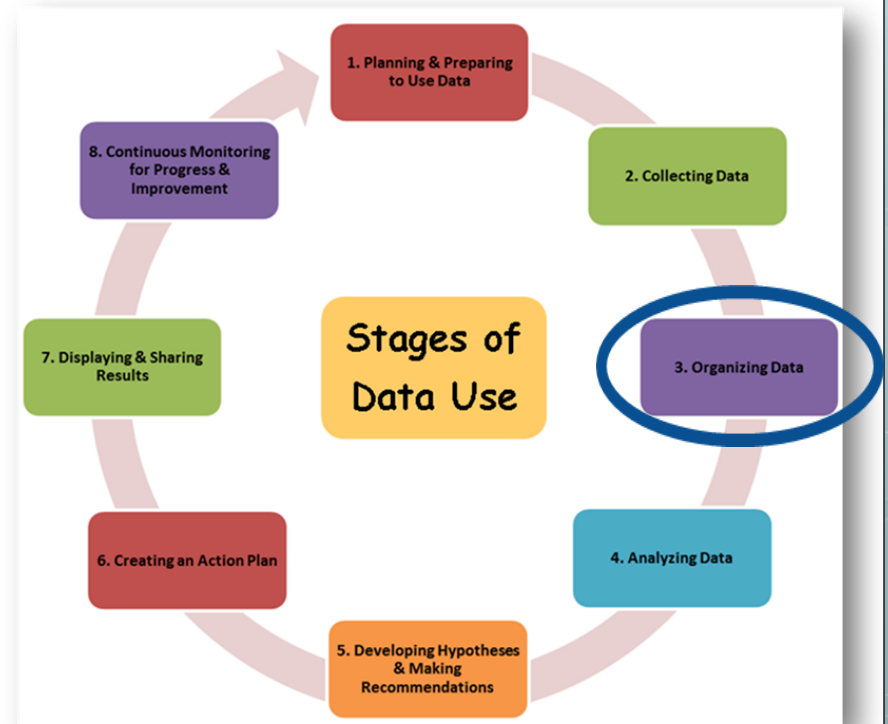 1. Planning & Preparing
to Use Data
2. Collecting Data
3. Organizing Data
4. Analyzing Data
5. Developing Hypotheses
& Making
Recommendations
6. Creating an Action Plan
7. Displaying & Sharing
Results
8. Continuous Monitoring
for Progress &
Improvement
Stages of
Data Use